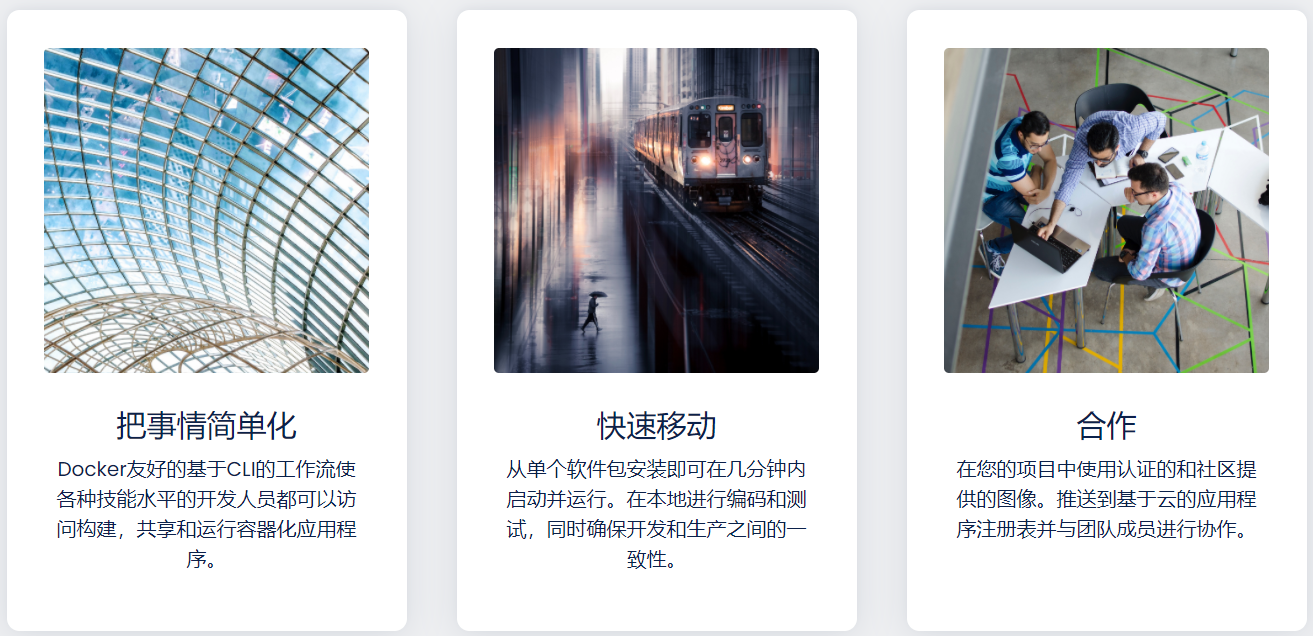 把事情简单化
Docker友好的基于CLI的工作流使
各种技能水平的开发人员都可以访
问构建，共享和运行容器化应用程
序。
快速移动
从单个软件包安装即可在几分钟内
启动并运行。在本地进行编码和测
试，同时确保开发和生产之间的一
致性。
合作
在您的项目中使用认证的和社区提
供的图像。推送到基于云的应用程
序注册表并与团队成员进行协作。